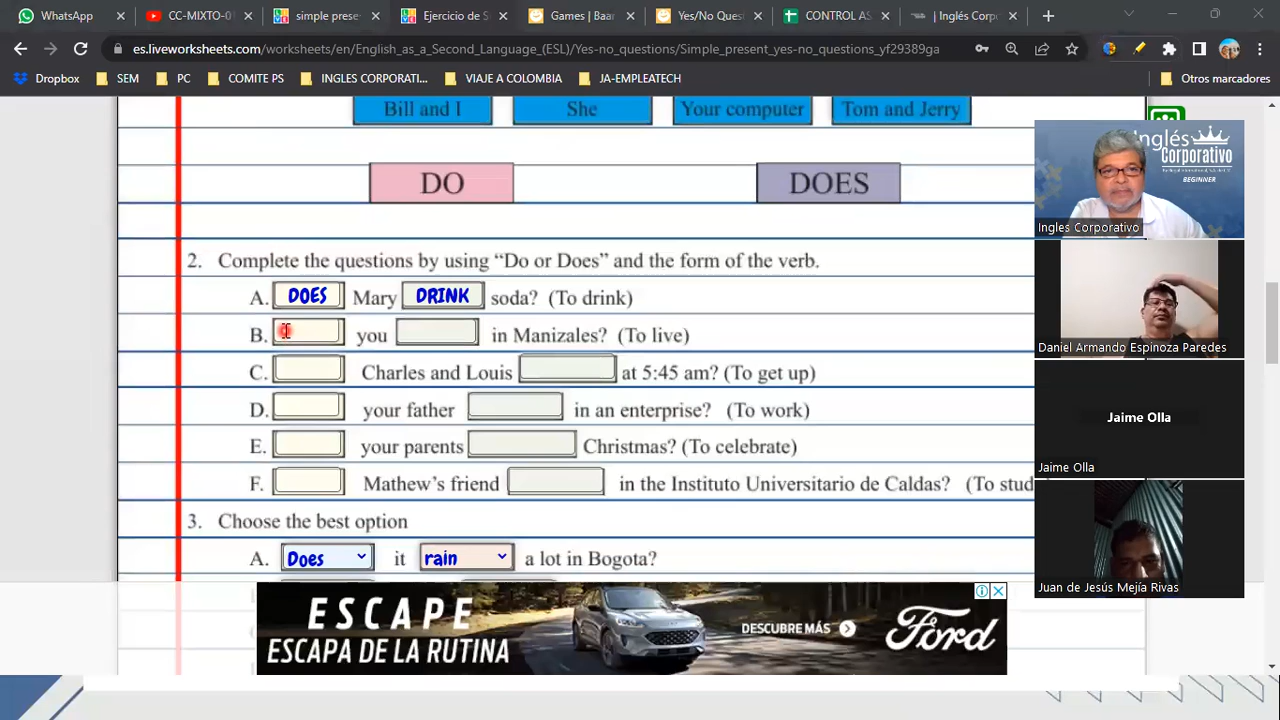 WhatsApp
CC-MIXTO-01
simple prese
Ejercicio de S
Games | Baa
Yes/No Ques
CONTROL AS
| Inglés Corp
es.liveworksheets.com/worksheets/en/English_as_a_Second_Language_(ESL)/Yes-no_questions/Simple_present_yes-no_questions_yf29389ga
Dropbox SEM PC COMITE PS INGLES CORPORATI... VIAJE A COLOMBIA JA-EMPLEATECH Otros marcadores
Bill and I She Your computer Tom and Jerry
DO DOES
2. Complete the questions by using “Do or Does” and the form of the verb.
A. DOES Mary DRINK soda? (To drink)
B. you in Manizales? (To live)
C. Charles and Louis at 5:45 am? (To get up)
D. your father in an enterprise? (To work)
E. your parents Christmas? (To celebrate)
F. Mathew’s friend in the Instituto Universitario de Caldas? (To stud
3. Choose the best option
A. Does it rain a lot in Bogota?
ESCAPE
ESCAPA DE LA RUTINA
DESCUBRE MÁS
Ford
Inglés
Corporativo
BEGINNER
Ingles Corporativo
Daniel Armando Espinoza Paredes
Jaime Olla
Jaime Olla
Juan de Jesús Mejía Rivas